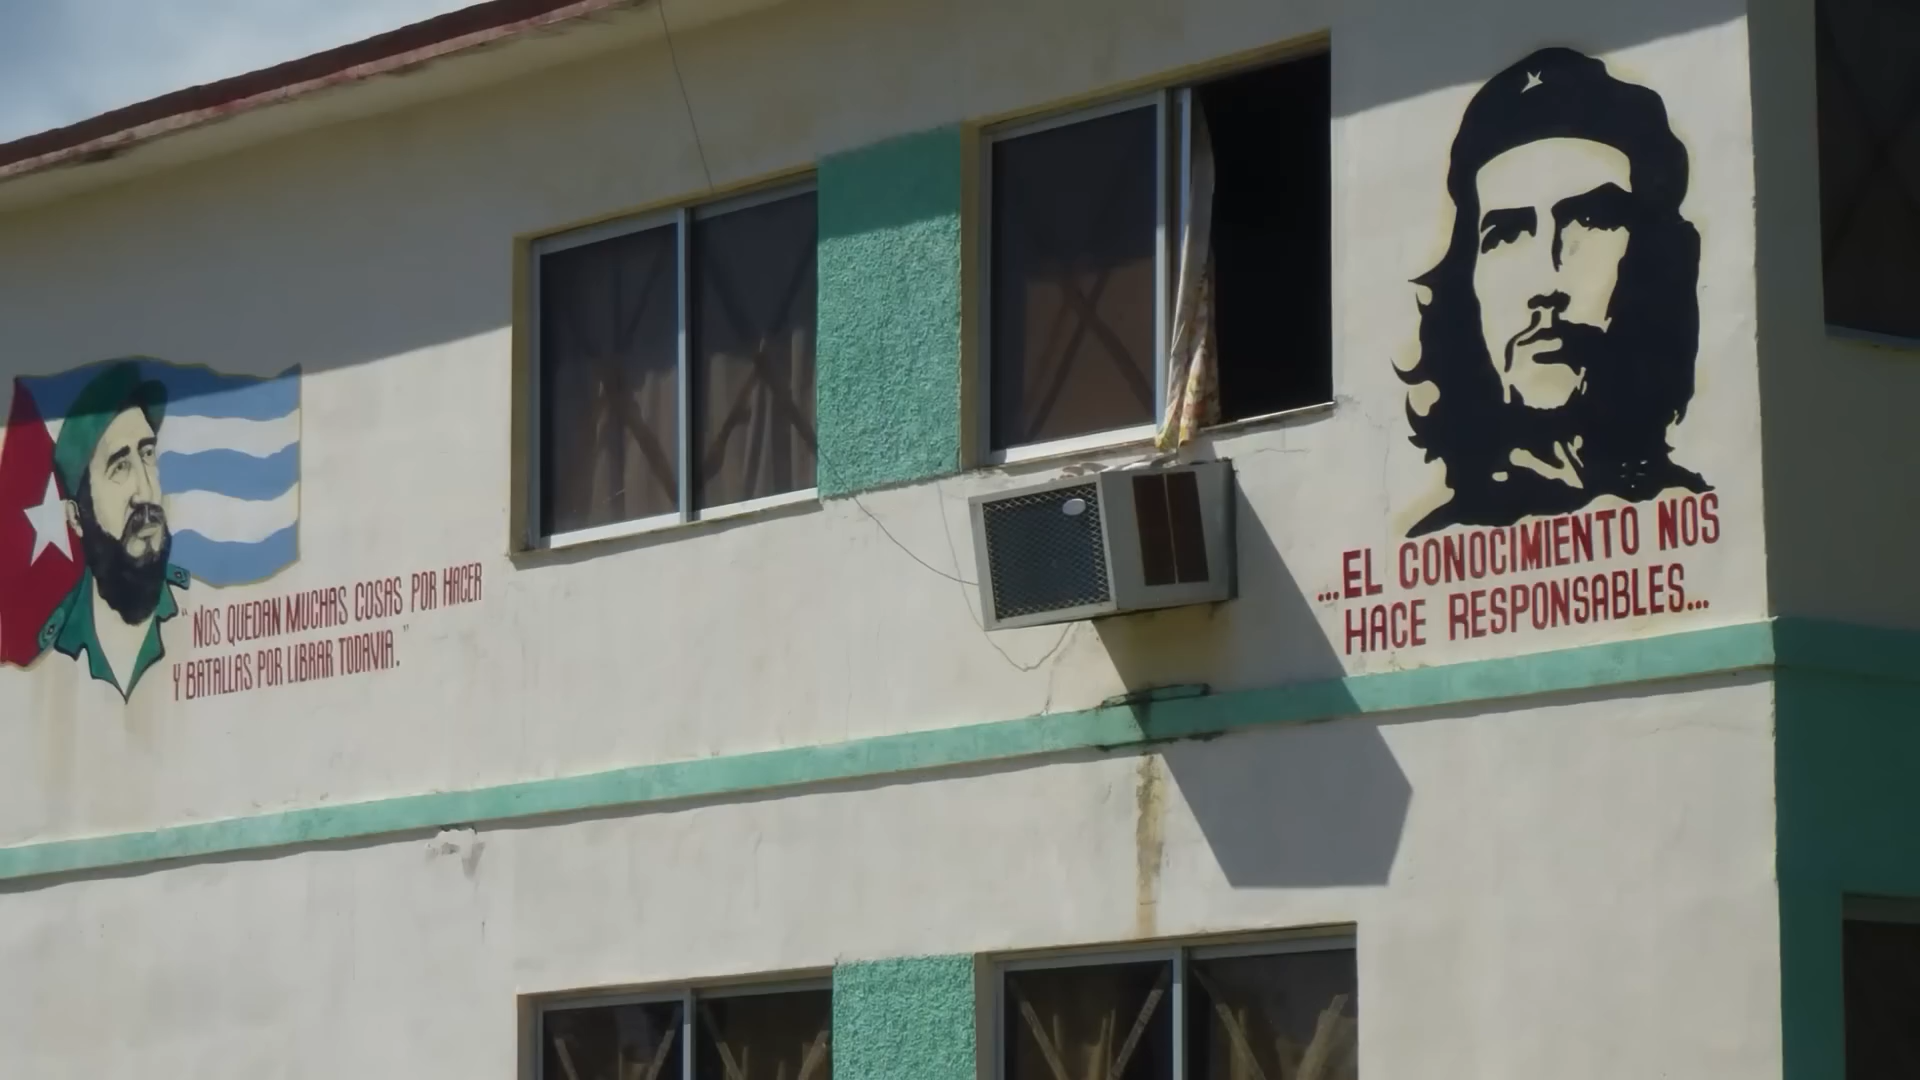 "NOS QUEDAN MUCHAS COSAS POR HACER
Y BATALLAS POR LIBRAR TODAVIA."
...EL CONOCIMIENTO NOS
HACE RESPONSABLES...